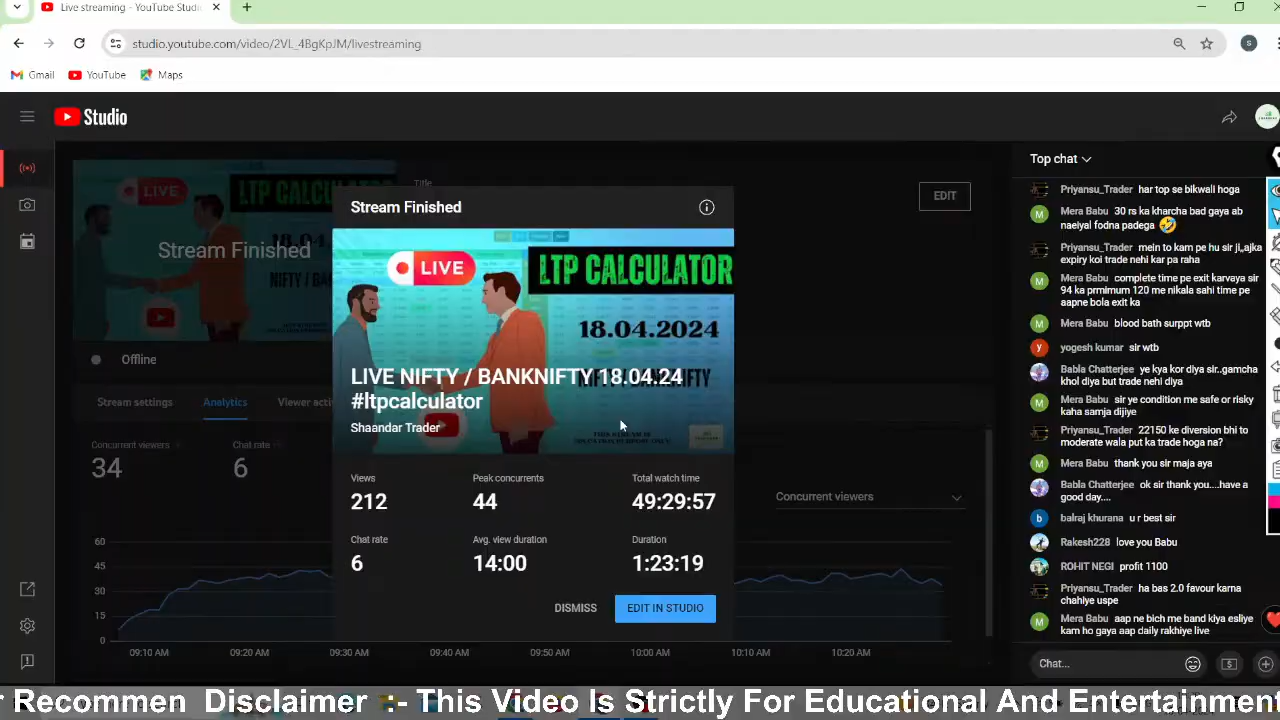 Live streaming - YouTube Studio
studio.youtube.com/video/2VL_4BgKpJM/livestreaming
Gmail
YouTube
Maps
Studio
Title
EDIT
LIVE
Stream Finished
Offline
Stream settings
Analytics
Concurrent viewers
34
Chat rate
6
60
45
30
15
0
09:10 AM
09:20 AM
09:30 AM
09:40 AM
09:50 AM
10:00 AM
10:10 AM
10:20 AM
Concurrent viewers
Stream Finished
LIVE
LTP CALCULATOR
18.04.2024
LIVE NIFTY / BANKNIFTY 18.04.24
#ltpcalculator
Shaandar Trader
Views
212
Peak concurrents
44
Total watch time
49:29:57
Chat rate
6
Avg. view duration
14:00
Duration
1:23:19
DISMISS
EDIT IN STUDIO
Top chat
Priyansu_Trader har top se bikwali hoga
Mera Babu 30 rs ka kharcha bad gaya ab
naeiyal fodna padega 🤣
Priyansu_Trader mein to kam pe hu sir ji,,ajka
expiry koi trade nehi kar pa raha
Mera Babu complete time pe exit karvaya sir
94 ka prmimum 120 me nikala sahi time pe
aapne bola exit ka
Mera Babu blood bath surppt wtb
yogesh kumar sir wtb
Babla Chatterjee ye kya kor diya sir..gamcha
khol diya but trade nehi diya
Mera Babu sir ye condition me safe or risky
kaha samja dijiye
Priyansu_Trader 22150 ke diversion bhi to
moderate wala put ka trade hoga na?
Mera Babu thank you sir maja aya
Babla Chatterjee ok sir thank you....have a
good day....
balraj khurana u r best sir
Rakesh228 love you Babu
ROHIT NEGI profit 1100
Priyansu_Trader ha bas 2.0 favour karna
chahlye uspe
Mera Babu aap ne bich me band kiya esliye
kam ho gaya aap daily rakhiye live
Chat...
r Recommen Disclaimer :- This Video Is Strictly For Educational And Entertainment